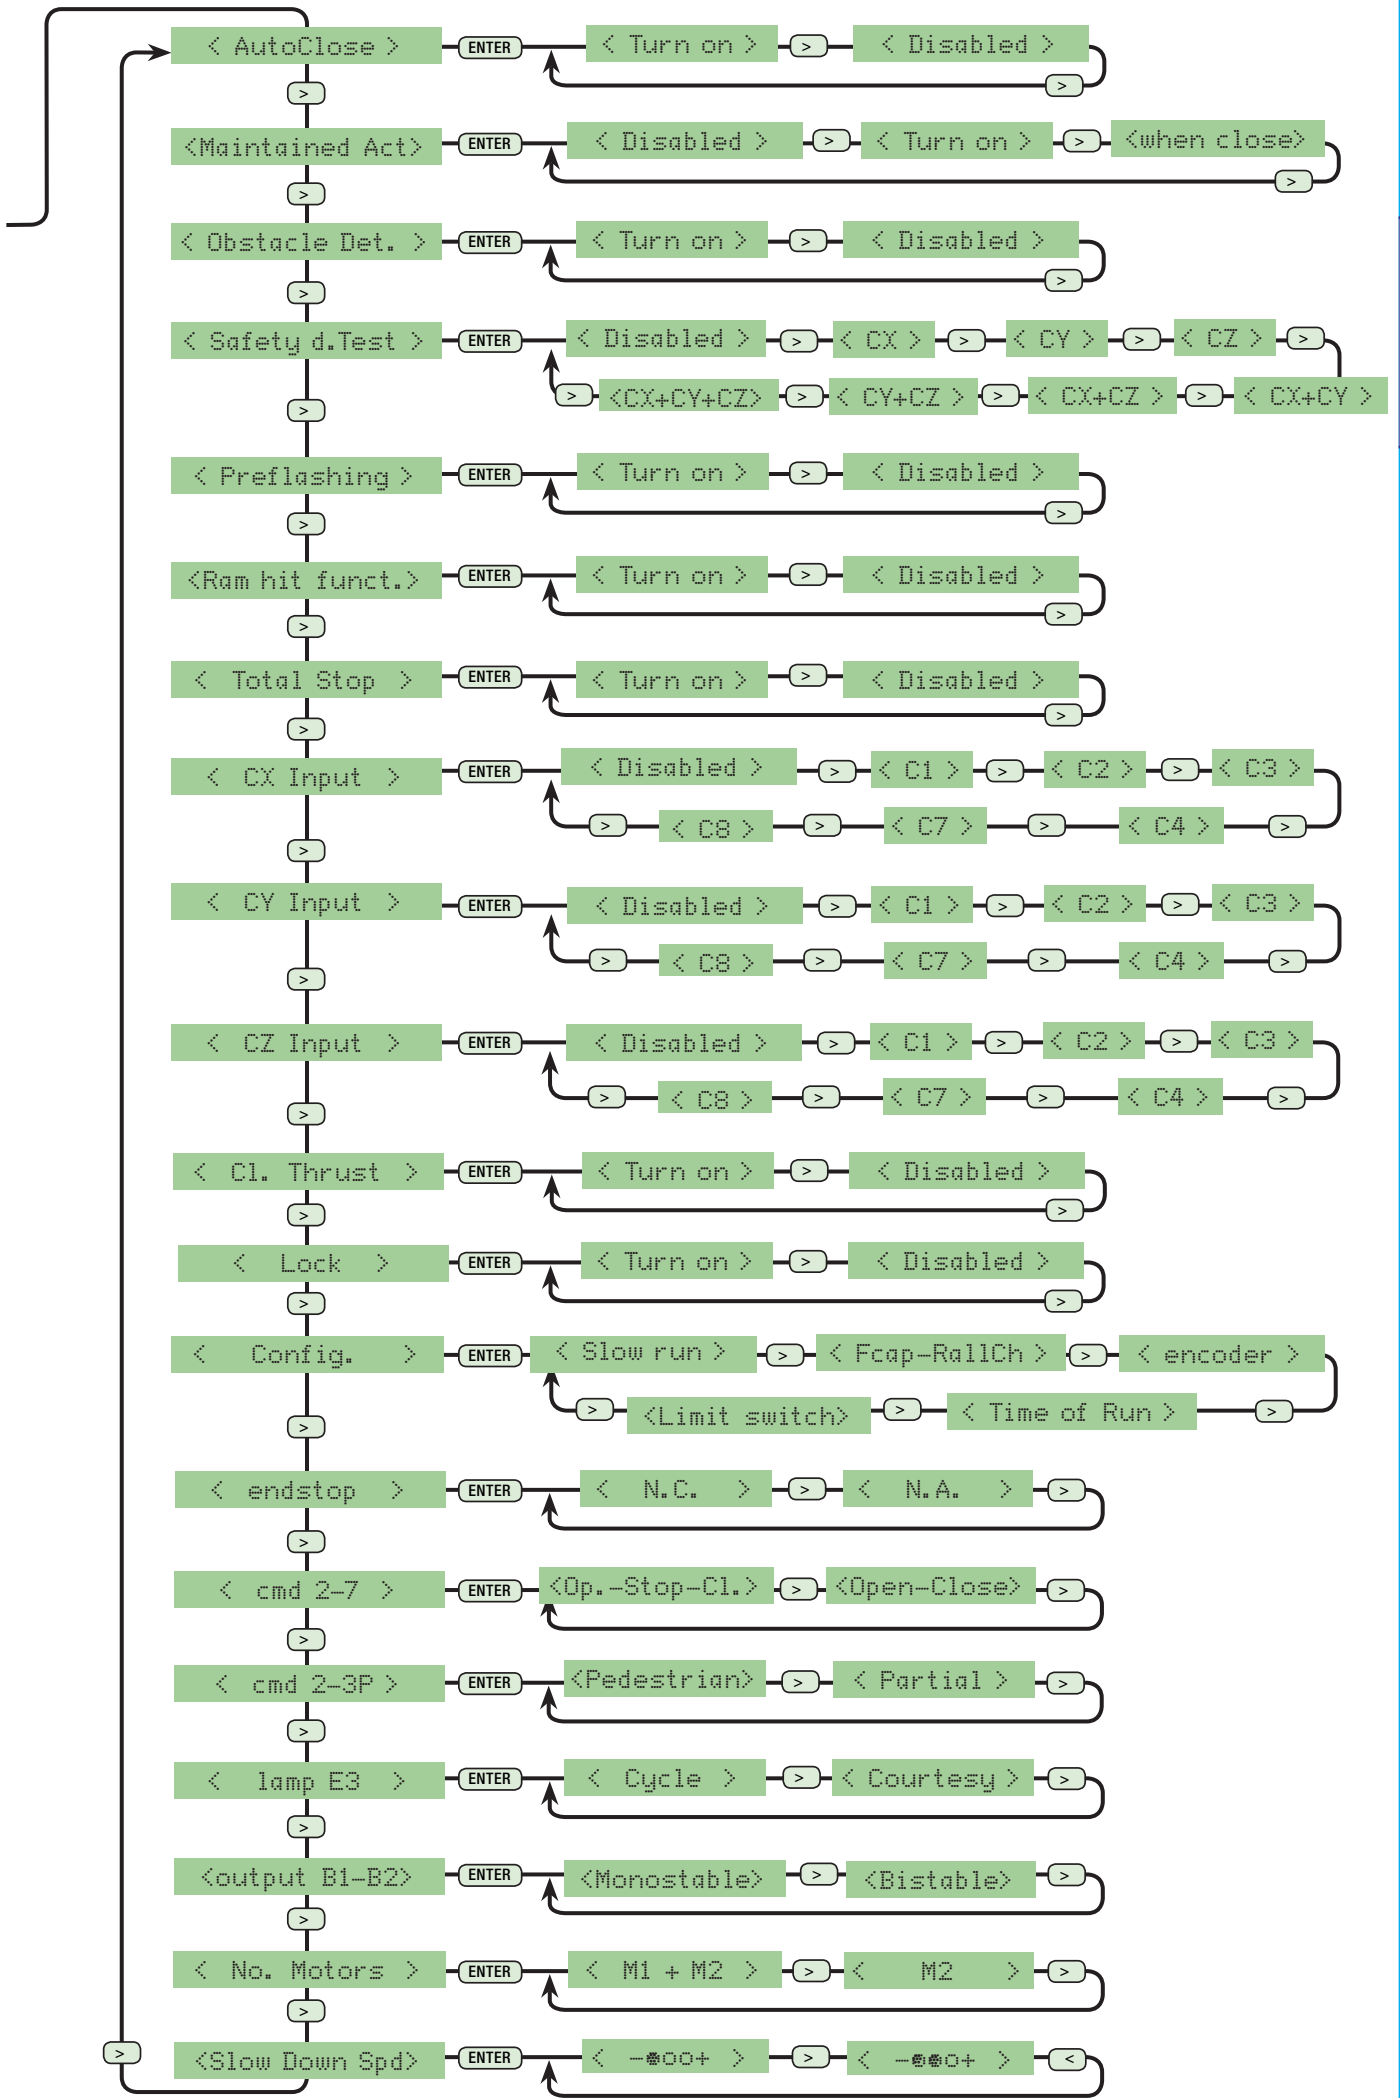 < AutoClose > ENTER < Turn on > > < Disabled >
>
>
<Maintained Act> ENTER < Disabled > > < Turn on > > <when close>
>
>
< Obstacle Det. > ENTER < Turn on > > < Disabled >
>
>
< Safety d.Test > ENTER < Disabled > > < CX > > < CY > > < CZ > >
> <CX+CY+CZ> > < CY+CZ > > < CX+CZ > > < CX+CY >
>
< Preflashing > ENTER < Turn on > > < Disabled >
>
>
<Ram hit funct.> ENTER < Turn on > > < Disabled >
>
>
< Total Stop > ENTER < Turn on > > < Disabled >
>
>
< CX Input > ENTER < Disabled > > < C1 > > < C2 > > < C3 >
> < C8 > > < C7 > > < C4 > >
>
< CY Input > ENTER < Disabled > > < C1 > > < C2 > > < C3 >
> < C8 > > < C7 > > < C4 > >
>
< CZ Input > ENTER < Disabled > > < C1 > > < C2 > > < C3 >
> < C8 > > < C7 > > < C4 > >
>
< Cl. Thrust > ENTER < Turn on > > < Disabled >
>
>
< Lock > ENTER < Turn on > > < Disabled >
>
>
< Config. > ENTER < Slow run > > < Fcap-RallCh > > < encoder >
> <Limit switch> > < Time of Run > >
>
< endstop > ENTER < N.C. > > < N.A. > >
>
< cmd 2-7 > ENTER <Op.-Stop-Cl.> > <Open-Close> >
>
< cmd 2-3P > ENTER <Pedestrian> > < Partial > >
>
< lamp E3 > ENTER < Cycle > > < Courtesy > >
>
<output B1-B2> ENTER <Monostable> > <Bistable> >
>
< No. Motors > ENTER < M1 + M2 > > < M2 > >
>
> <Slow Down Spd> ENTER < -●○○+ > > < -●●○+ > <